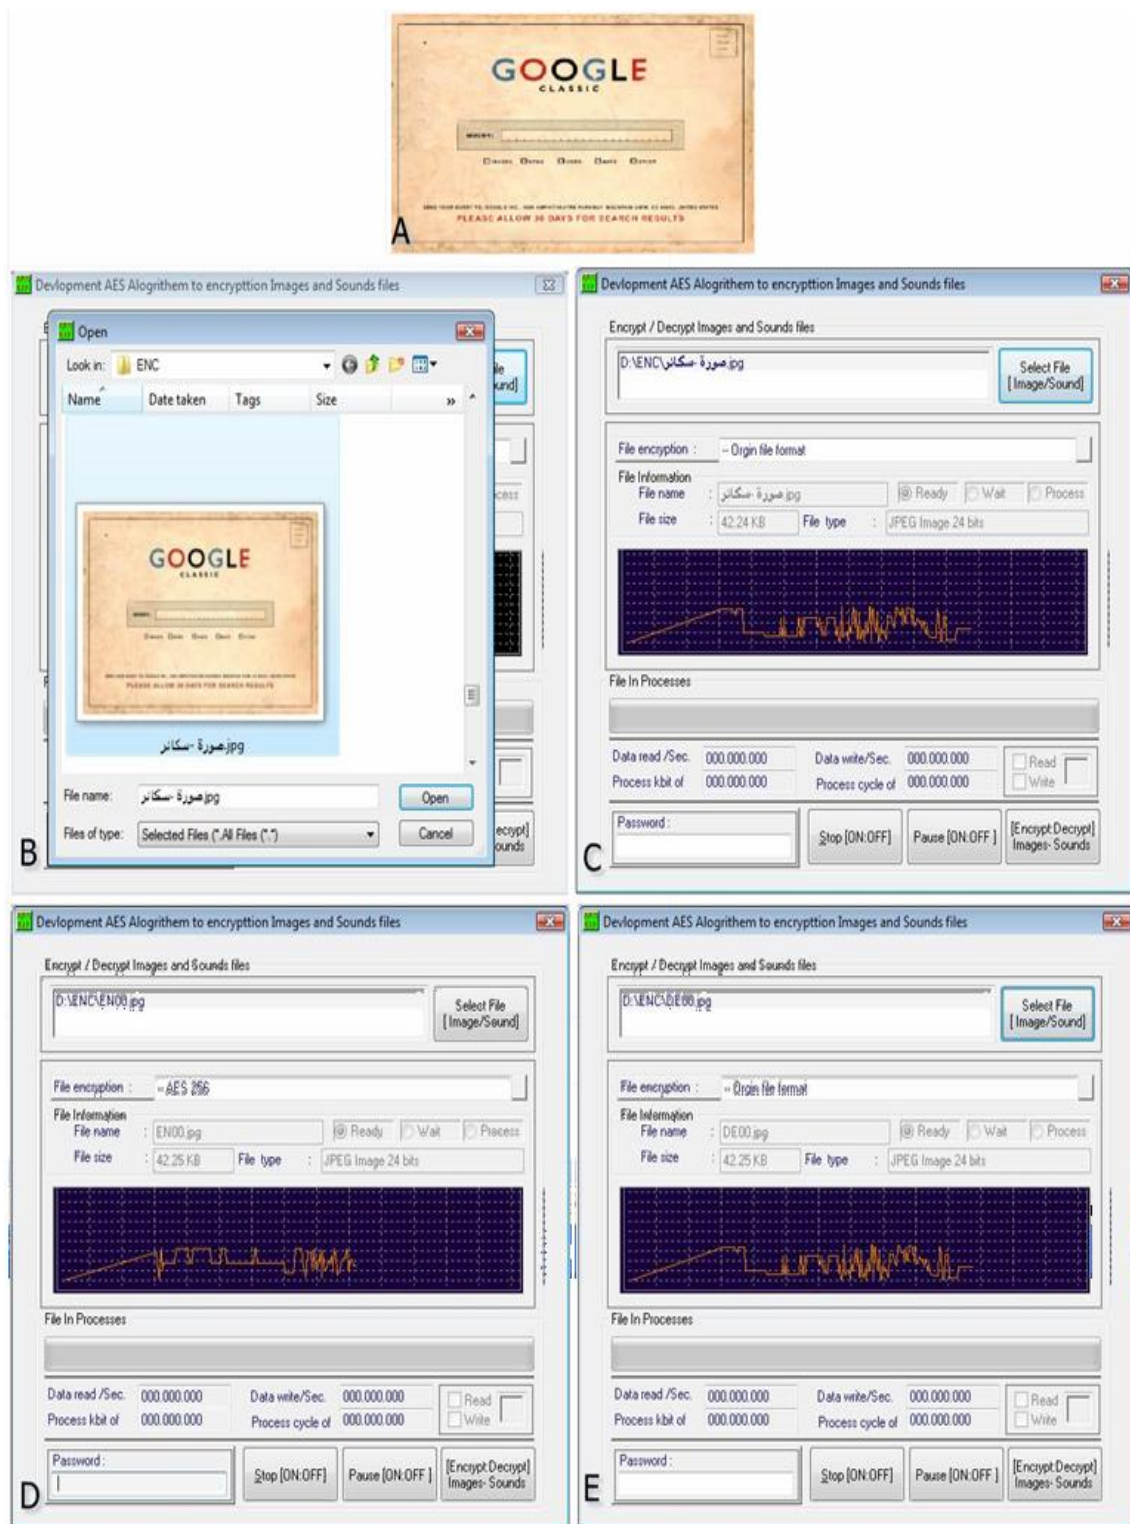 GOOGLE
CLASSIC
PLEASE ALLOW 30 DAYS FOR SEARCH RESULTS
A
Devlopment AES Alogrithem to encrypttion Images and Sounds files
Open
Look in: ENC
Name Date taken Tags Size »
GOOGLE
CLASSIC
PLEASE ALLOW 30 DAYS FOR SEARCH RESULTS
صورة -سكانر.jpg
File name: صورة -سكانر.jpg Open
Files of type: Selected Files (*.All Files (*.*) Cancel
B
Devlopment AES Alogrithem to encrypttion Images and Sounds files
Encrypt / Decrypt Images and Sounds files
D:\ENC\صورة -سكانر.jpg
Select File
[ Image/Sound]
File encryption : -- Orgin file format
File Information
File name : صورة -سكانر.jpg Ready Wait Process
File size : 42.24 KB File type : JPEG Image 24 bits
File In Processes
Data read /Sec. 000.000.000 Data write/Sec. 000.000.000 Read
Process kbit of 000.000.000 Process cycle of 000.000.000 Write
Password :
Stop [ON:OFF] Pause [ON:OFF ] [Encrypt:Decrypt]
Images- Sounds
C
Devlopment AES Alogrithem to encrypttion Images and Sounds files
Encrypt / Decrypt Images and Sounds files
D:\ENC\EN00.jpg
Select File
[ Image/Sound]
File encryption : -- AES 256
File Information
File name : EN00.jpg Ready Wait Process
File size : 42.25 KB File type : JPEG Image 24 bits
File In Processes
Data read /Sec. 000.000.000 Data write/Sec. 000.000.000 Read
Process kbit of 000.000.000 Process cycle of 000.000.000 Write
Password :
Stop [ON:OFF] Pause [ON:OFF ] [Encrypt:Decrypt]
Images- Sounds
D
Devlopment AES Alogrithem to encrypttion Images and Sounds files
Encrypt / Decrypt Images and Sounds files
D:\ENC\DE00.jpg
Select File
[ Image/Sound]
File encryption : -- Orgin file format
File Information
File name : DE00.jpg Ready Wait Process
File size : 42.25 KB File type : JPEG Image 24 bits
File In Processes
Data read /Sec. 000.000.000 Data write/Sec. 000.000.000 Read
Process kbit of 000.000.000 Process cycle of 000.000.000 Write
Password :
Stop [ON:OFF] Pause [ON:OFF ] [Encrypt:Decrypt]
Images- Sounds
E